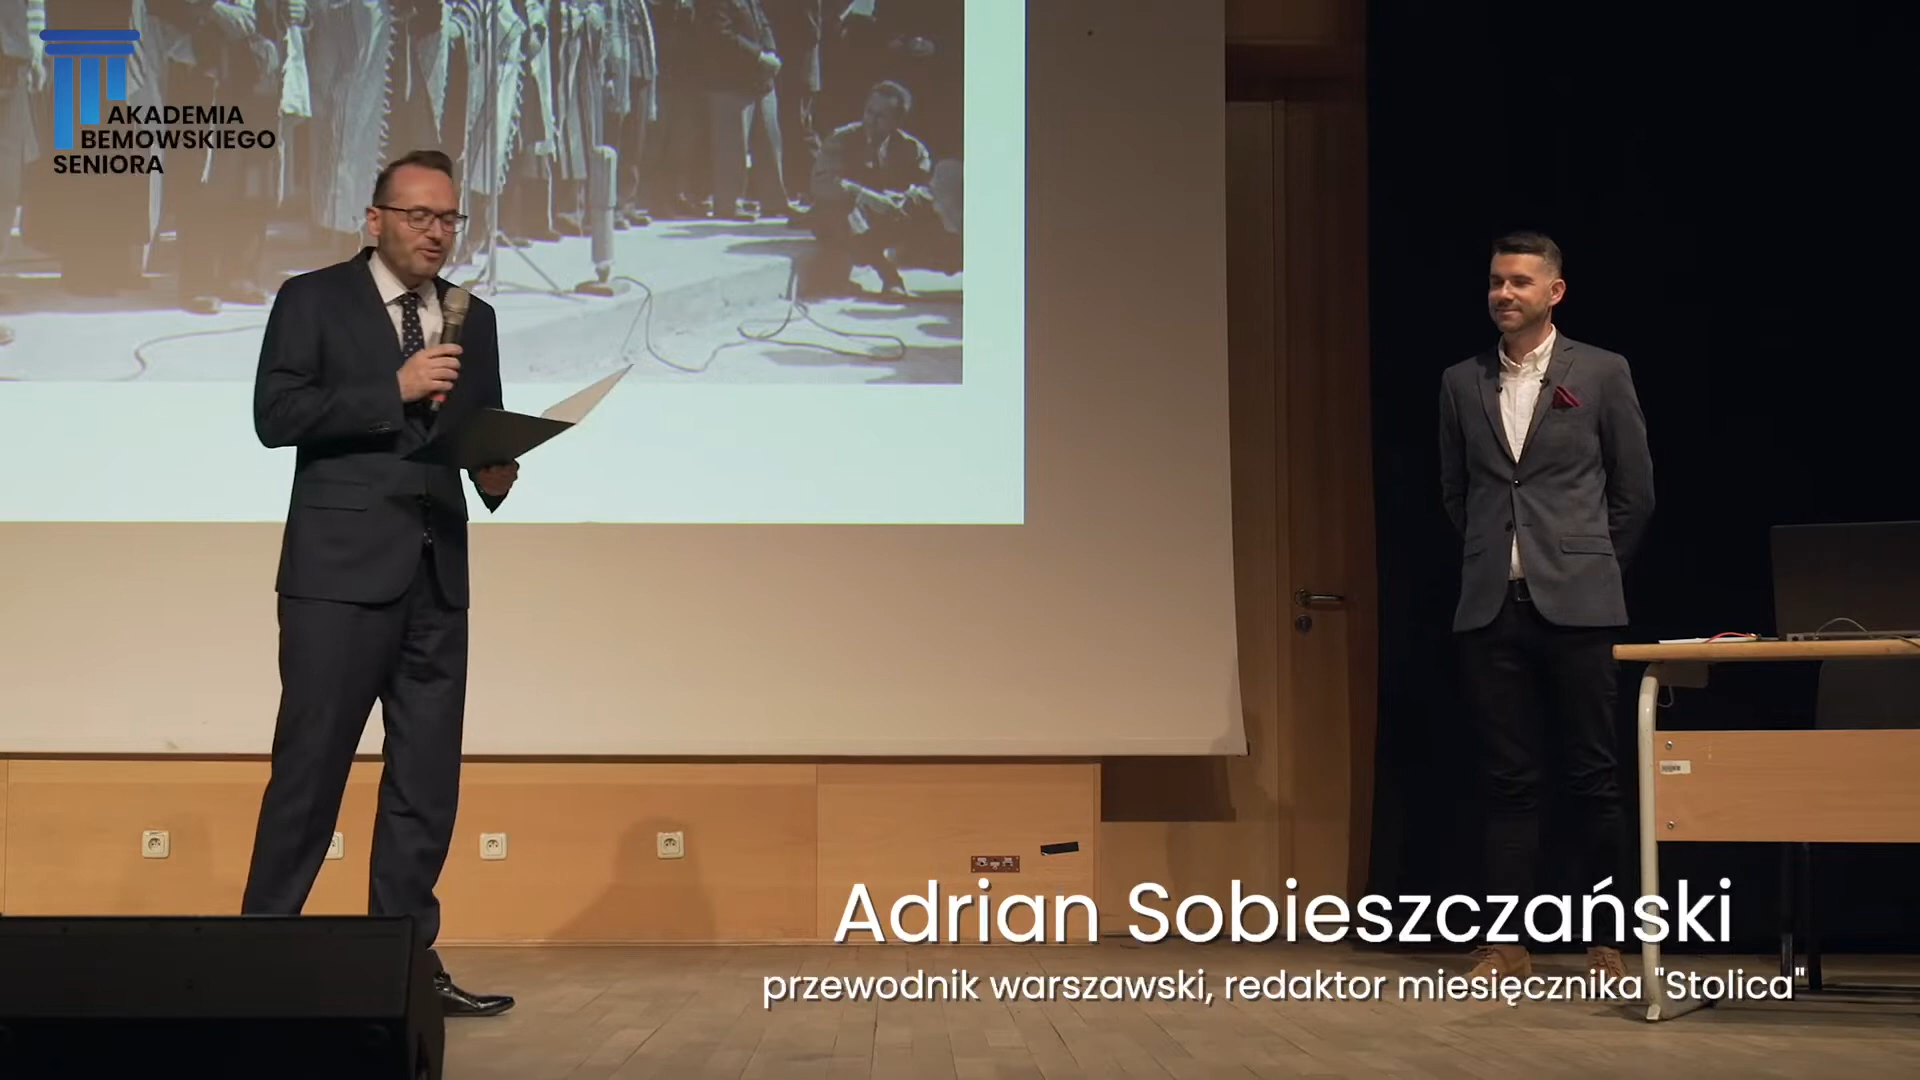 AKADEMIA
BEMOWSKIEGO
SENIORA
Adrian Sobieszczański
przewodnik warszawski, redaktor miesięcznika "Stolica"